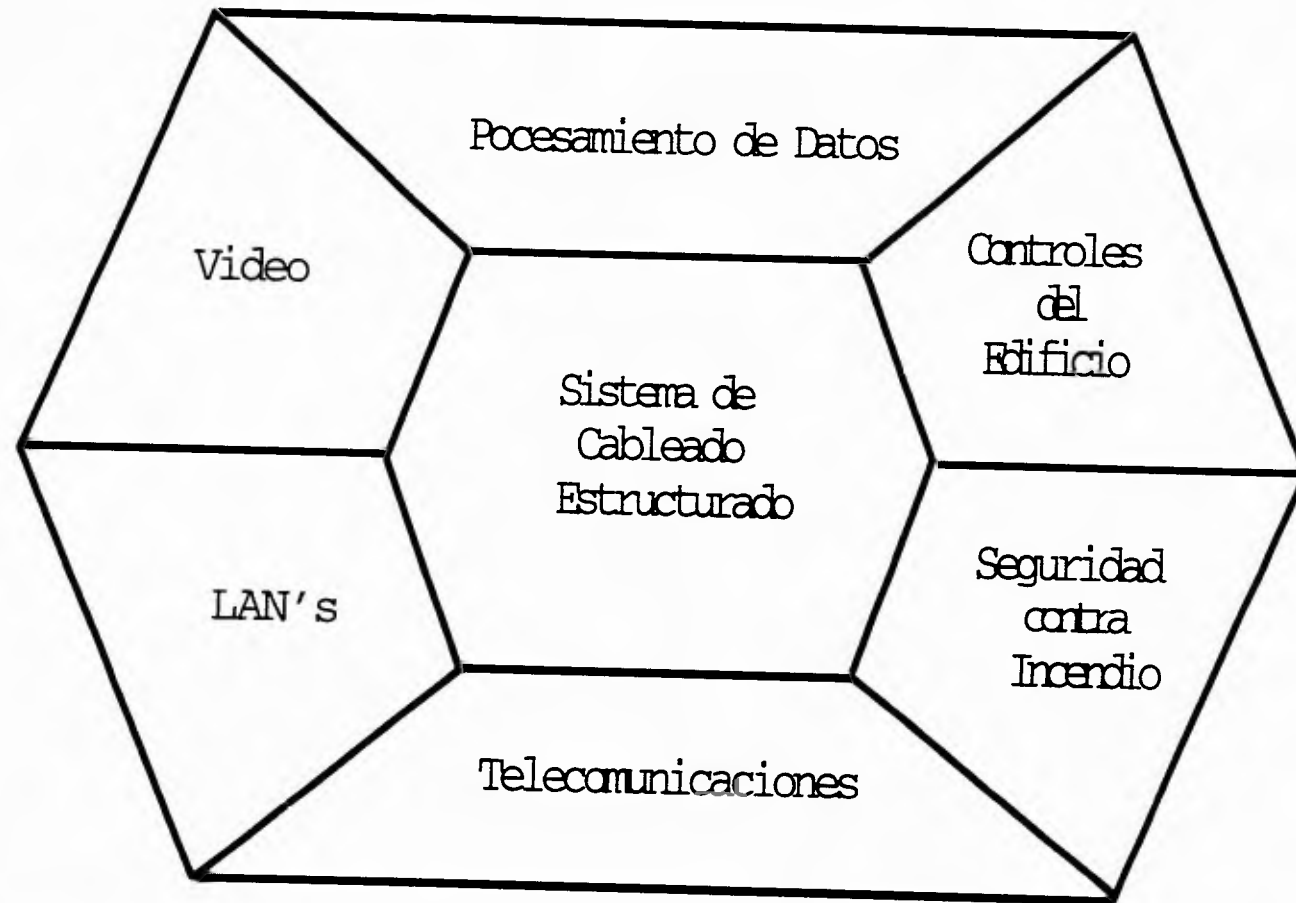 Pocesamiento de Datos
Video
Controles
del
Edificio
Sistema de
Cableado
Estructurado
LAN's
Seguridad
contra
Incendio
Telecomunicaciones